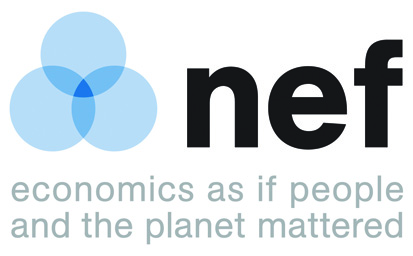 nef
economics as if people
and the planet mattered